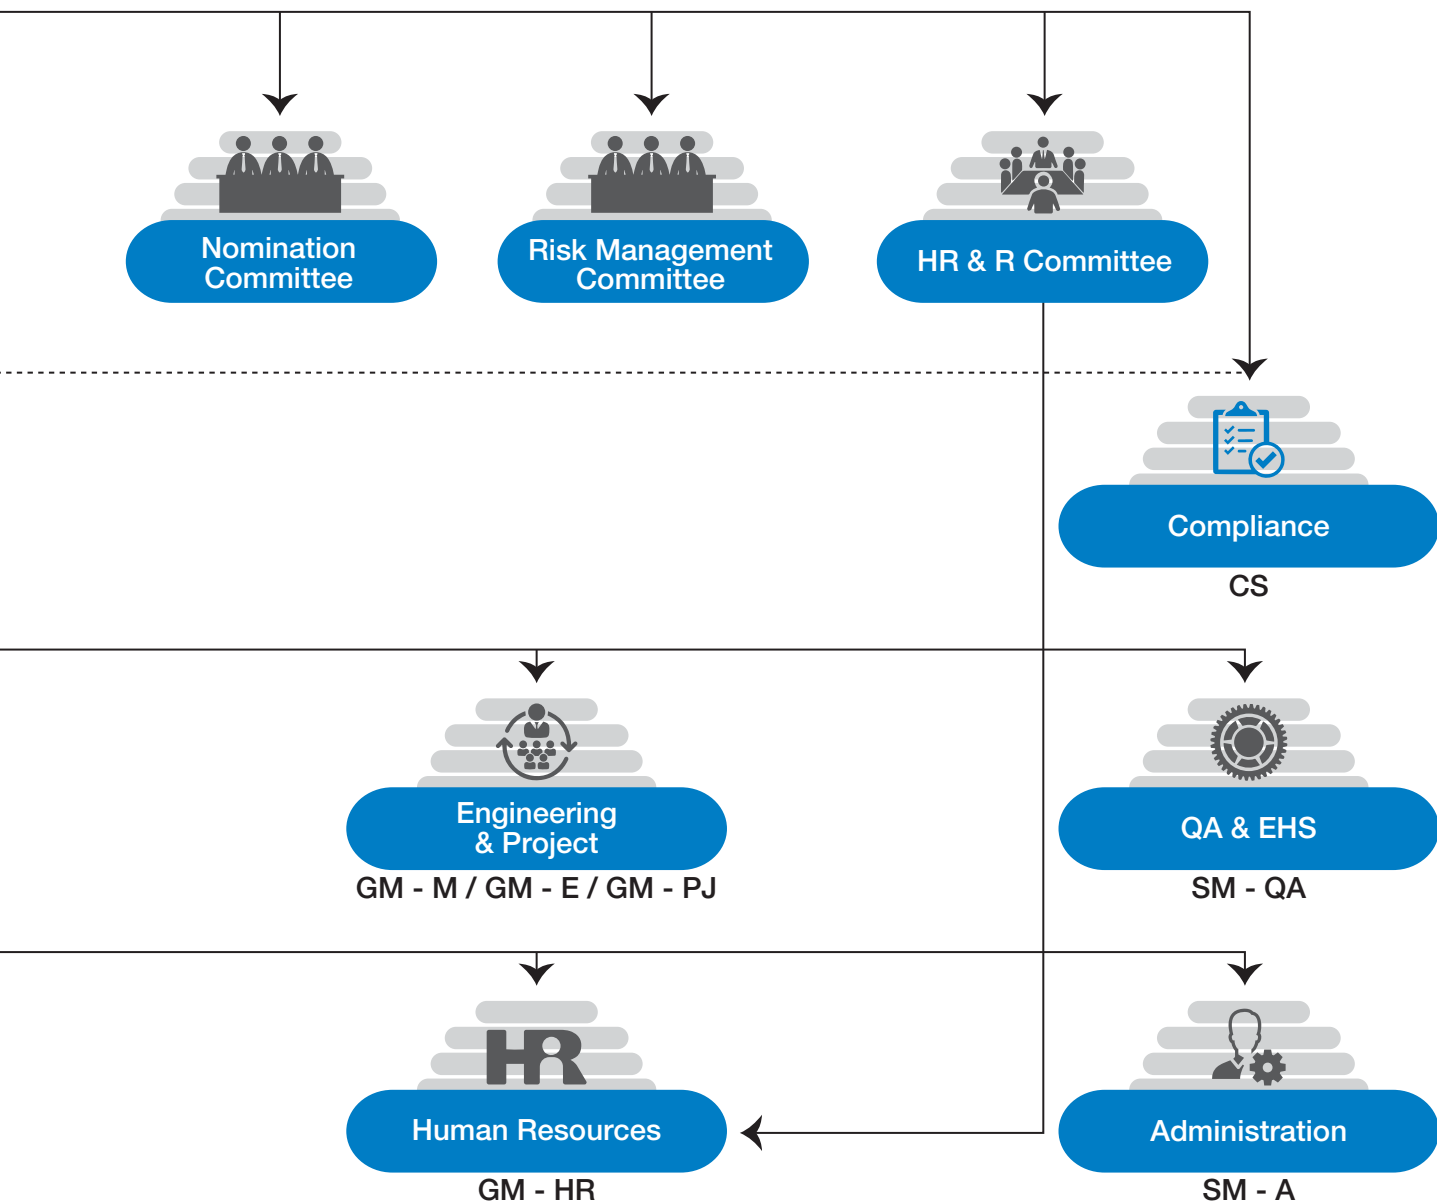 Nomination
Committee
Risk Management
Committee
HR & R Committee
Compliance
CS
Engineering
& Project
GM - M / GM - E / GM - PJ
QA & EHS
SM - QA
HR
Human Resources
GM - HR
Administration
SM - A